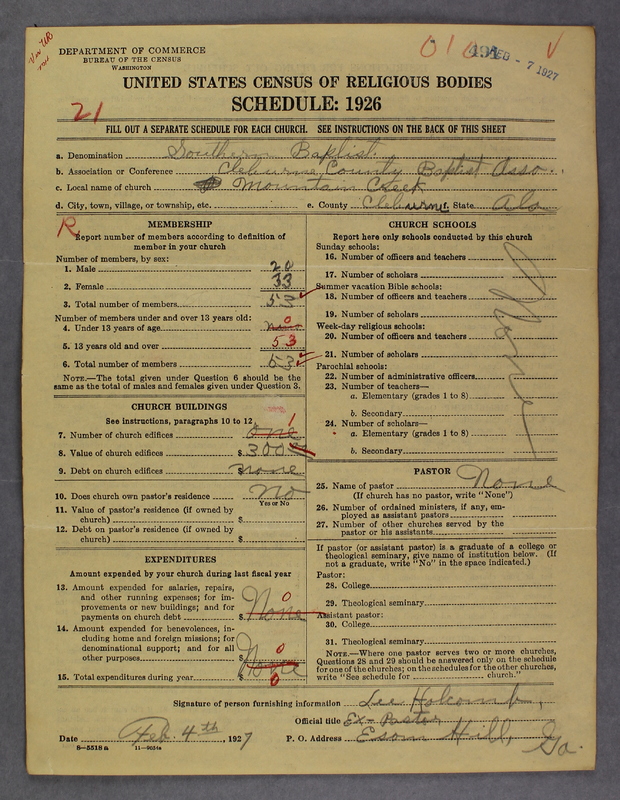 DEPARTMENT OF COMMERCE
BUREAU OF THE CENSUS
WASHINGTON
FEB - 7 1927
UNITED STATES CENSUS OF RELIGIOUS BODIES
SCHEDULE: 1926
21
FILL OUT A SEPARATE SCHEDULE FOR EACH CHURCH. SEE INSTRUCTIONS ON THE BACK OF THIS SHEET
a. Denomination Southern Baptist
b. Association or Conference Cleburne County Baptist Asso.
c. Local name of church Mountain Creek
d. City, town, village, or township, etc. e. County Cleburne State Ala
R
MEMBERSHIP
Report number of members according to definition of
member in your church
Number of members, by sex:
1. Male 20
2. Female 33
3. Total number of members 53
Number of members under and over 13 years old:
4. Under 13 years of age none 0
5. 13 years old and over 53
6. Total number of members 53
NOTE.—The total given under Question 6 should be the
same as the total of males and females given under Question 3.
CHURCH BUILDINGS
See instructions, paragraphs 10 to 12
7. Number of church edifices one 1
8. Value of church edifices $ 300
9. Debt on church edifices $ none
10. Does church own pastor's residence No
Yes or No
11. Value of pastor's residence (if owned by
church) $
12. Debt on pastor's residence (if owned by
church) $
EXPENDITURES
Amount expended by your church during last fiscal year
13. Amount expended for salaries, repairs,
and other running expenses; for im-
provements or new buildings; and for
payments on church debt $ None 0
14. Amount expended for benevolences, in-
cluding home and foreign missions; for
denominational support; and for all
other purposes $ None 0
15. Total expenditures during year $ 0
CHURCH SCHOOLS
Report here only schools conducted by this church
Sunday schools:
16. Number of officers and teachers
17. Number of scholars
Summer vacation Bible schools:
18. Number of officers and teachers
19. Number of scholars
Week-day religious schools:
20. Number of officers and teachers
21. Number of scholars
Parochial schools:
22. Number of administrative officers
23. Number of teachers—
a. Elementary (grades 1 to 8)
b. Secondary
24. Number of scholars—
a. Elementary (grades 1 to 8)
b. Secondary
None
PASTOR
25. Name of pastor None
(If church has no pastor, write "None")
26. Number of ordained ministers, if any, em-
ployed as assistant pastors
27. Number of other churches served by the
pastor or his assistants
If pastor (or assistant pastor) is a graduate of a college or
theological seminary, give name of institution below. (If
not a graduate, write "No" in the space indicated.)
Pastor:
28. College
29. Theological seminary
Assistant pastor:
30. College
31. Theological seminary
NOTE.—Where one pastor serves two or more churches,
Questions 28 and 29 should be answered only on the schedule
for one of the churches; on the schedules for the other churches,
write "See schedule for church."
Signature of person furnishing information Lee Holcomb,
Official title Ex-Pastor
Date Feb. 4th, 1927 P. O. Address Esom Hill, Ga.
8-5518a 11-9054a